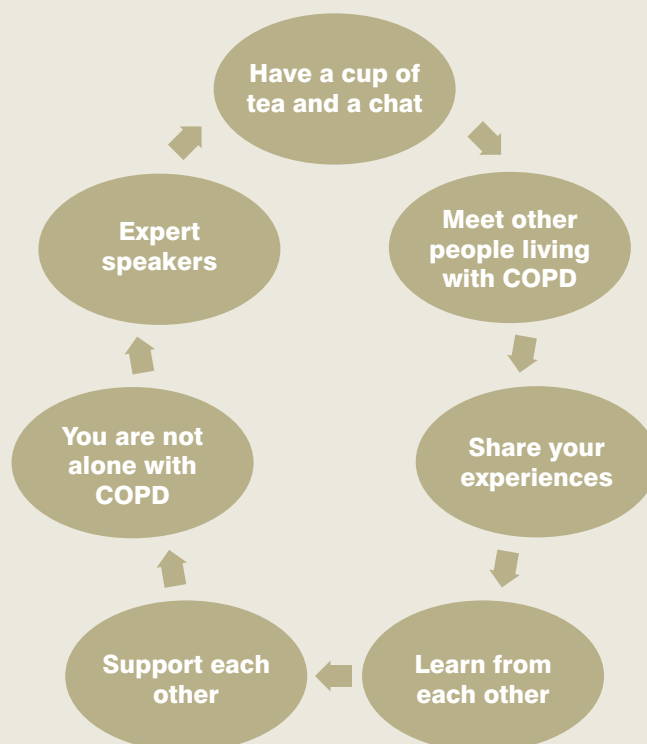 Have a cup of
tea and a chat
Meet other
people living
with COPD
Share your
experiences
Learn from
each other
Support each
other
You are not
alone with
COPD
Expert
speakers